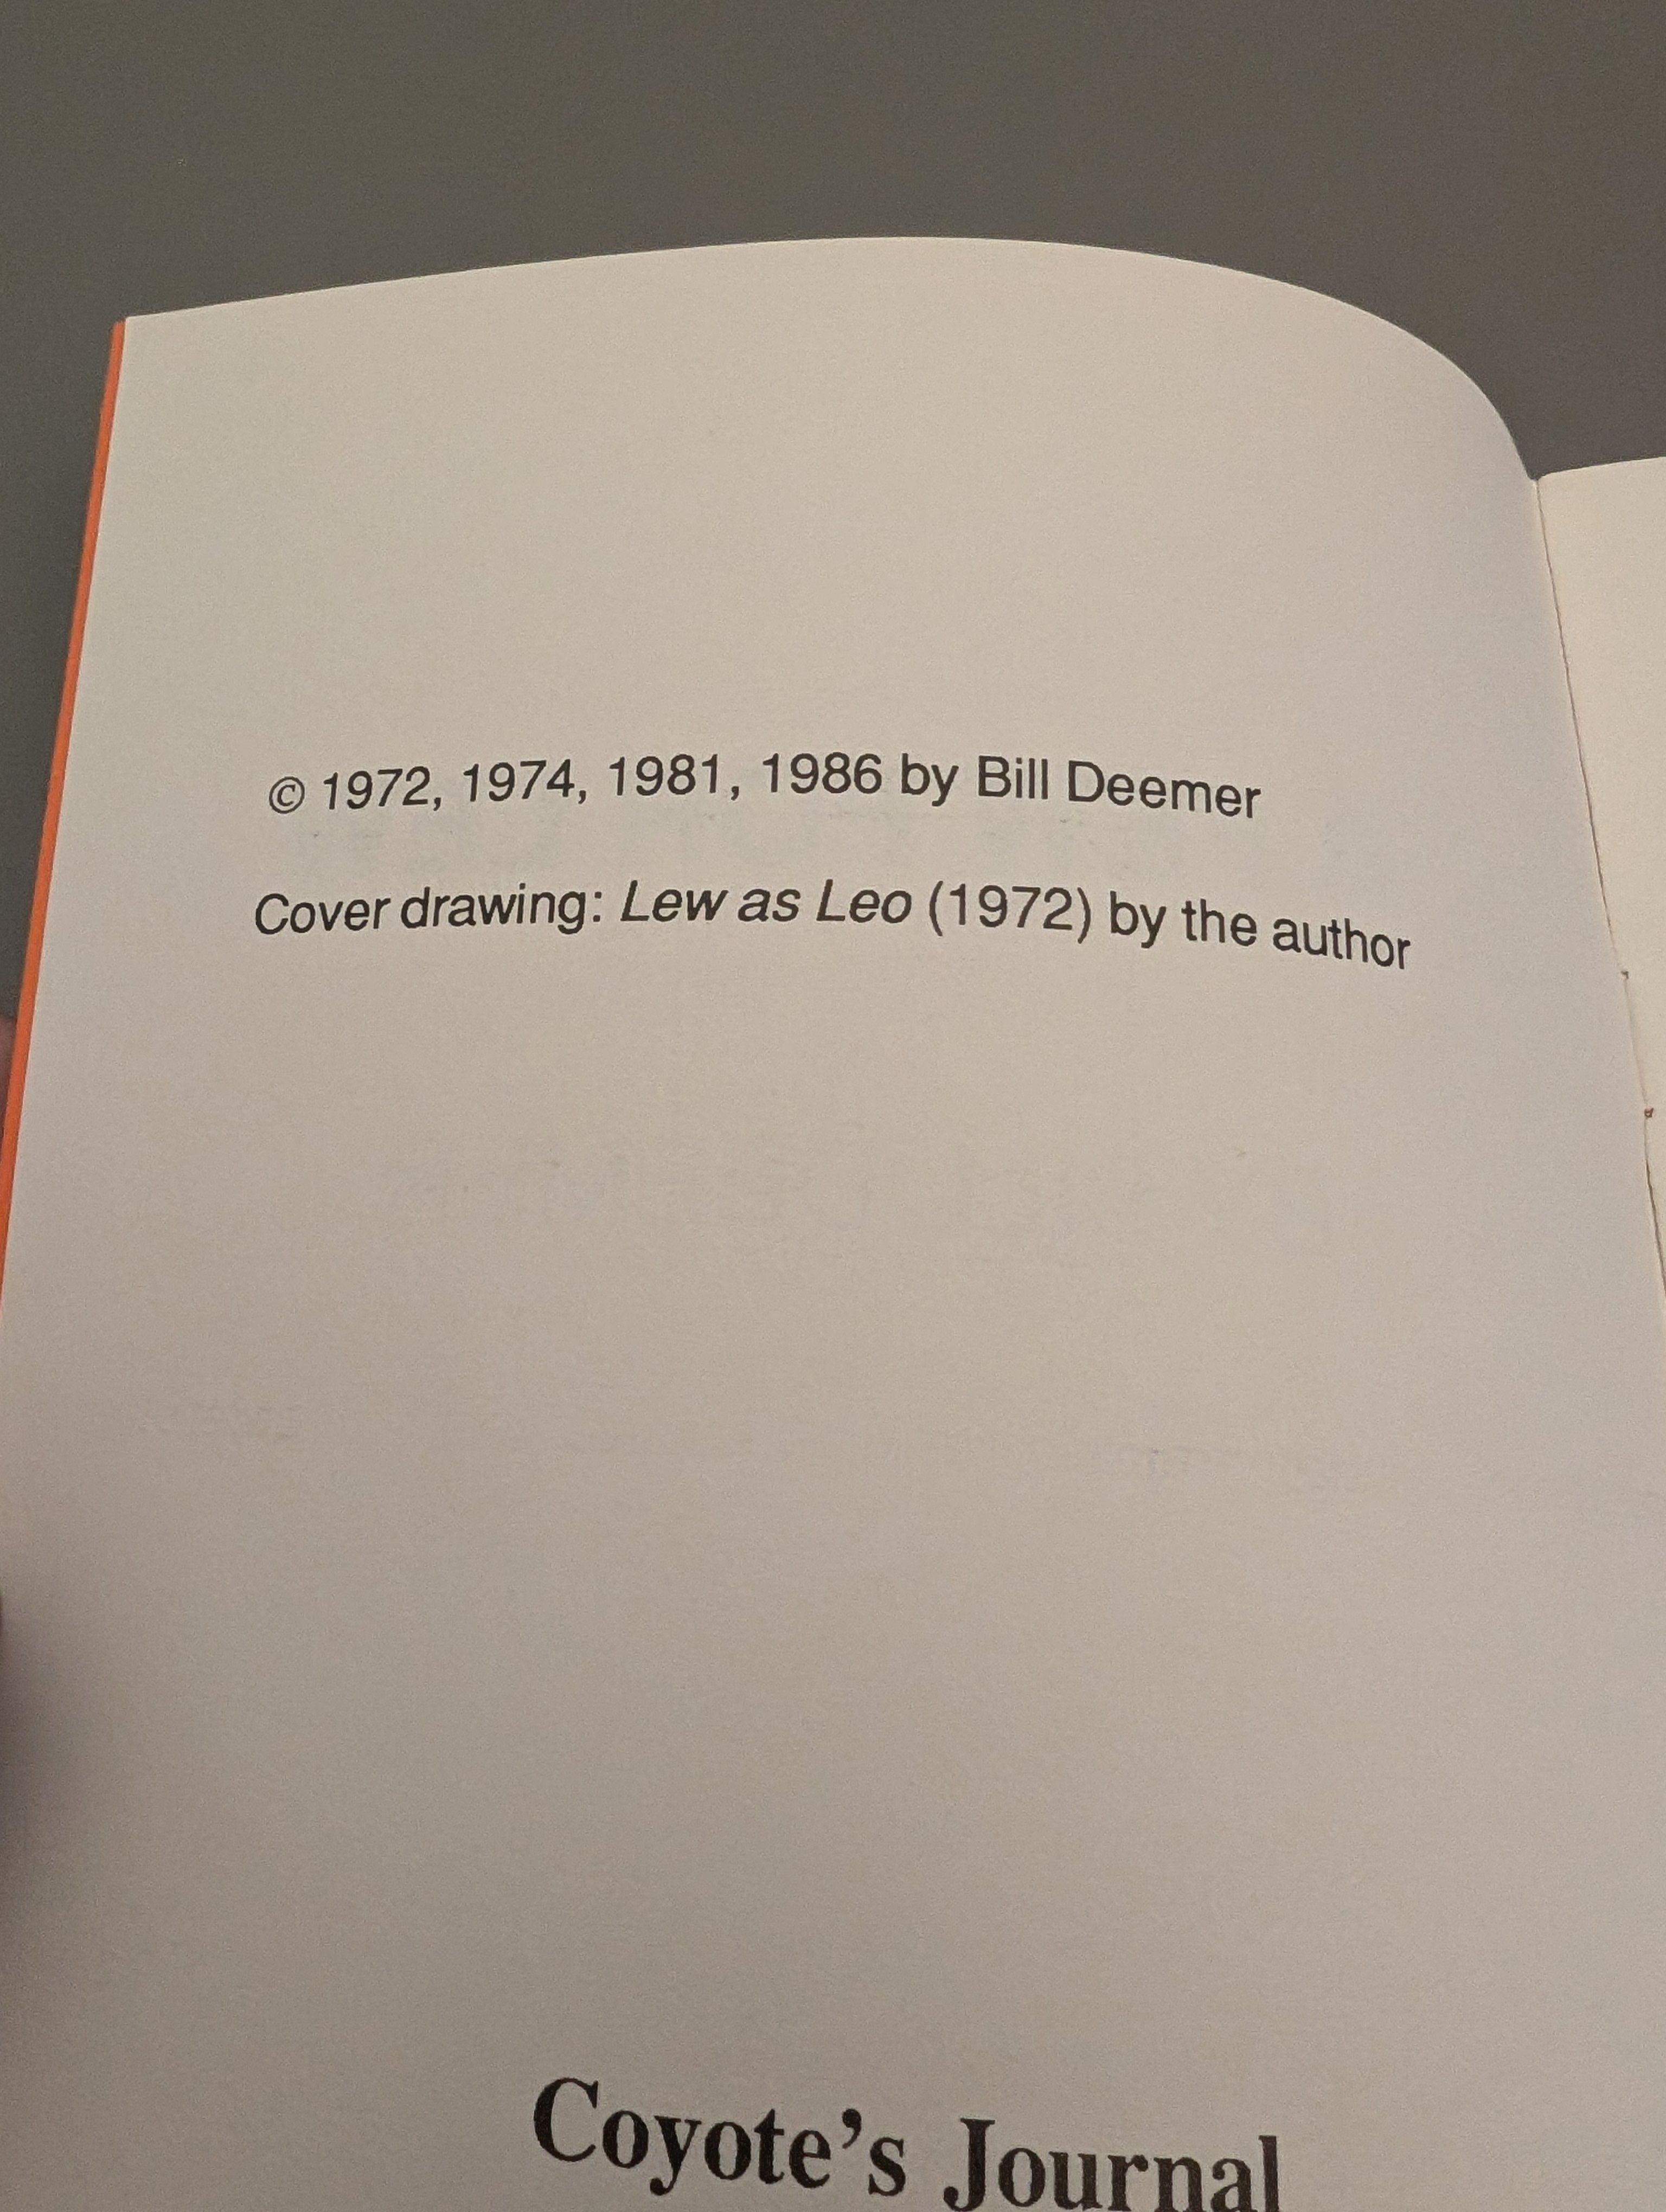 © 1972, 1974, 1981, 1986 by Bill Deemer
Cover drawing: Lew as Leo (1972) by the author
Coyote’s Journal